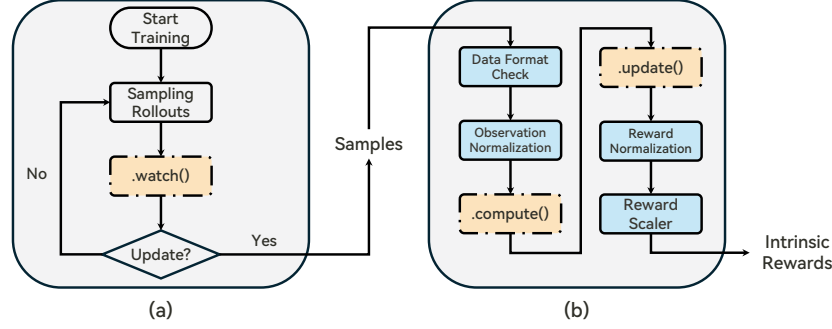 Start
Training
Sampling
Rollouts
.watch()
Update?
No
Yes
(a)
Samples
Data Format
Check
Observation
Normalization
.compute()
.update()
Reward
Normalization
Reward
Scaler
(b)
Intrinsic
Rewards